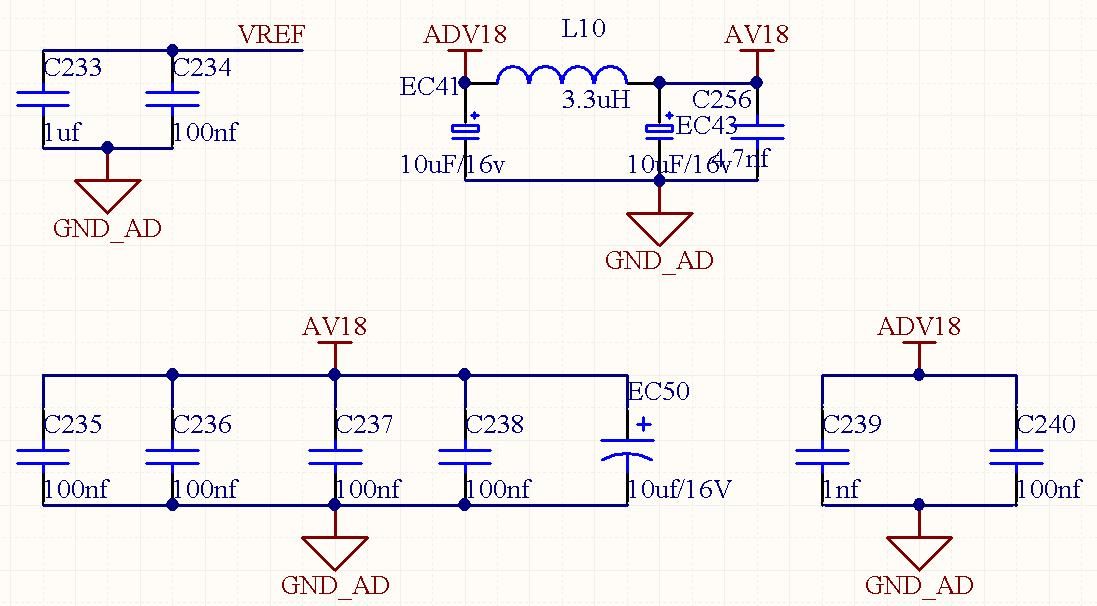 VREF
C233
C234
1uf
100nf
GND_AD
ADV18
L10
AV18
EC41
3.3uH
C256
EC43
10uF/16v
10uF/16v
4.7nf
GND_AD
AV18
EC50
C235
C236
C237
C238
+
100nf
100nf
100nf
100nf
10uf/16V
GND_AD
ADV18
C239
C240
1nf
100nf
GND_AD